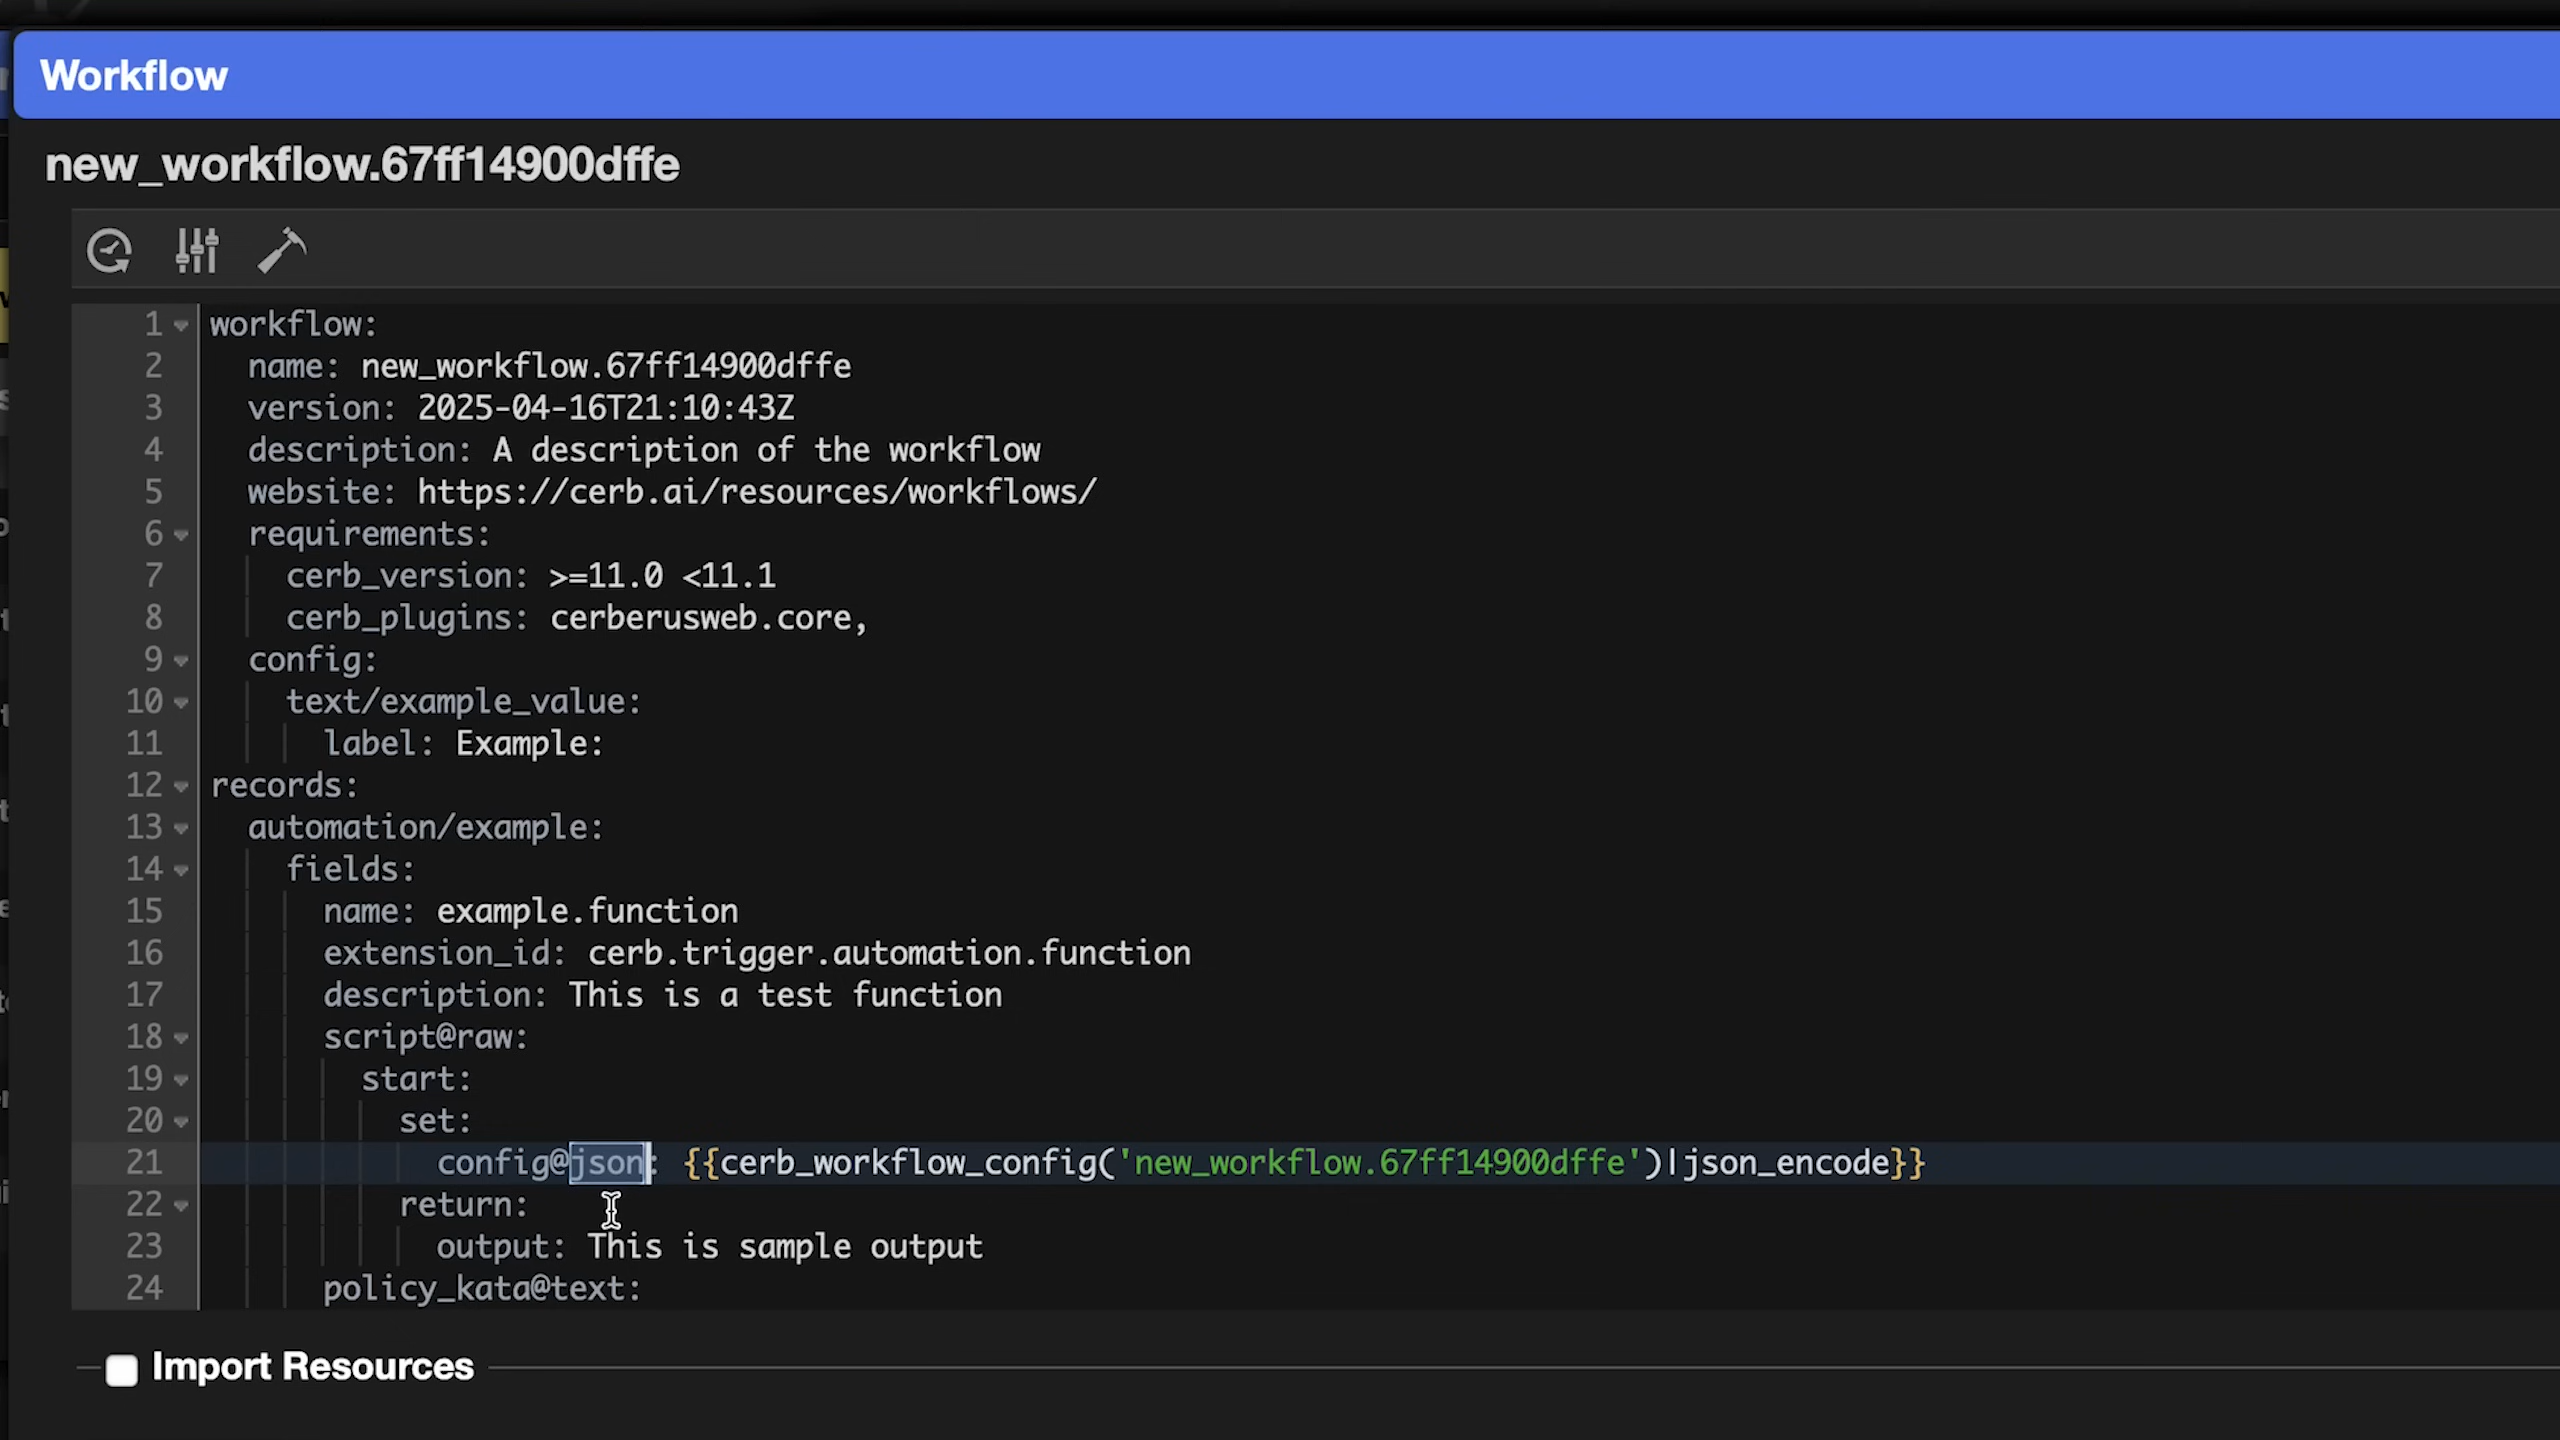 Workflow
new_workflow.67ff14900dffe
1 workflow:
2 name: new_workflow.67ff14900dffe
3 version: 2025-04-16T21:10:43Z
4 description: A description of the workflow
5 website: https://cerb.ai/resources/workflows/
6 requirements:
7 cerb_version: >=11.0 <11.1
8 cerb_plugins: cerberusweb.core,
9 config:
10 text/example_value:
11 label: Example:
12 records:
13 automation/example:
14 fields:
15 name: example.function
16 extension_id: cerb.trigger.automation.function
17 description: This is a test function
18 script@raw:
19 start:
20 set:
21 config@json: {{cerb_workflow_config('new_workflow.67ff14900dffe')|json_encode}}
22 return:
23 output: This is sample output
24 policy_kata@text:
Import Resources